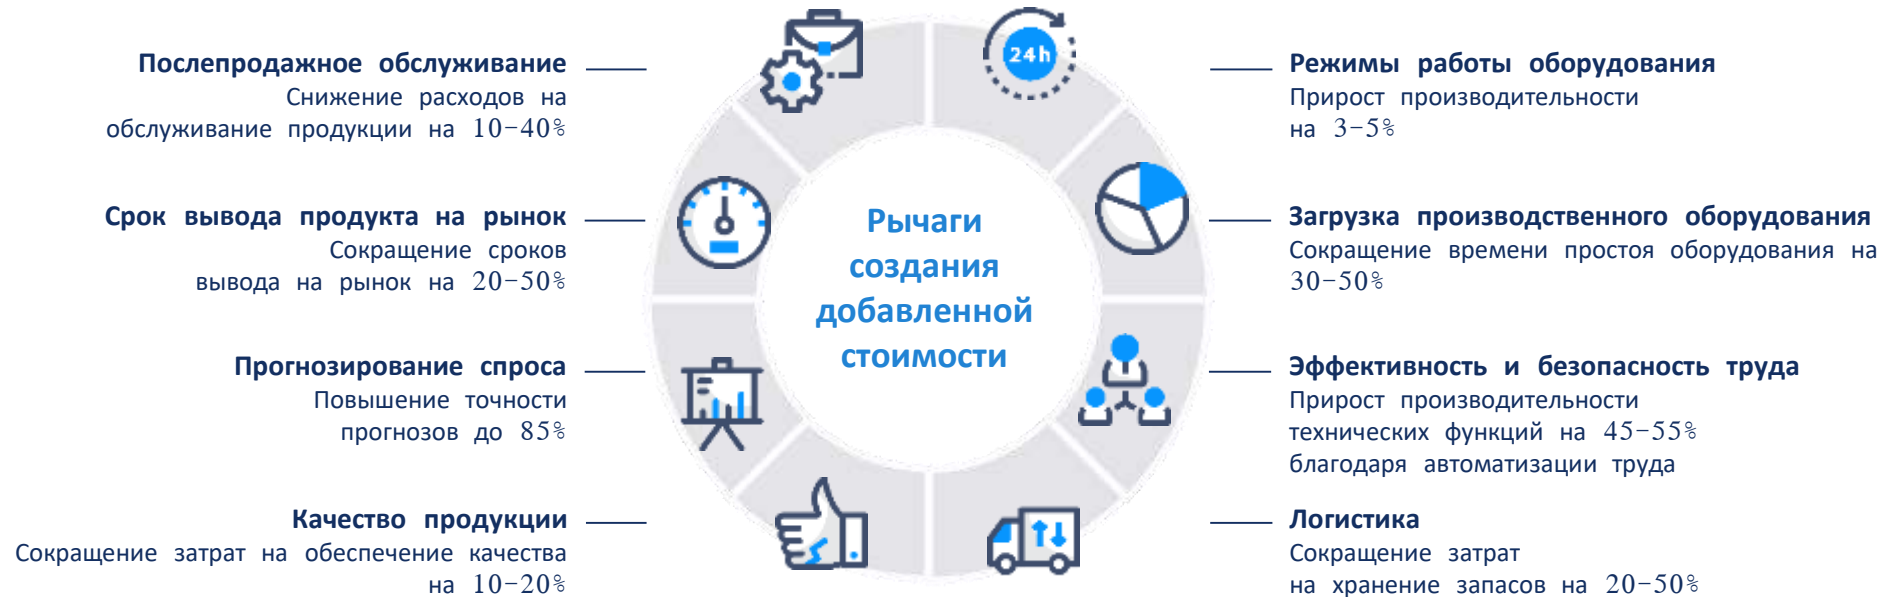 Послепродажное обслуживание
Снижение расходов на
обслуживание продукции на 10-40%
Срок вывода продукта на рынок
Сокращение сроков
вывода на рынок на 20-50%
Прогнозирование спроса
Повышение точности
прогнозов до 85%
Качество продукции
Сокращение затрат на обеспечение качества
на 10-20%
24h
Рычаги
создания
добавленной
стоимости
Режимы работы оборудования
Прирост производительности
на 3-5%
Загрузка производственного оборудования
Сокращение времени простоя оборудования на
30-50%
Эффективность и безопасность труда
Прирост производительности
технических функций на 45-55%
благодаря автоматизации труда
Логистика
Сокращение затрат
на хранение запасов на 20-50%